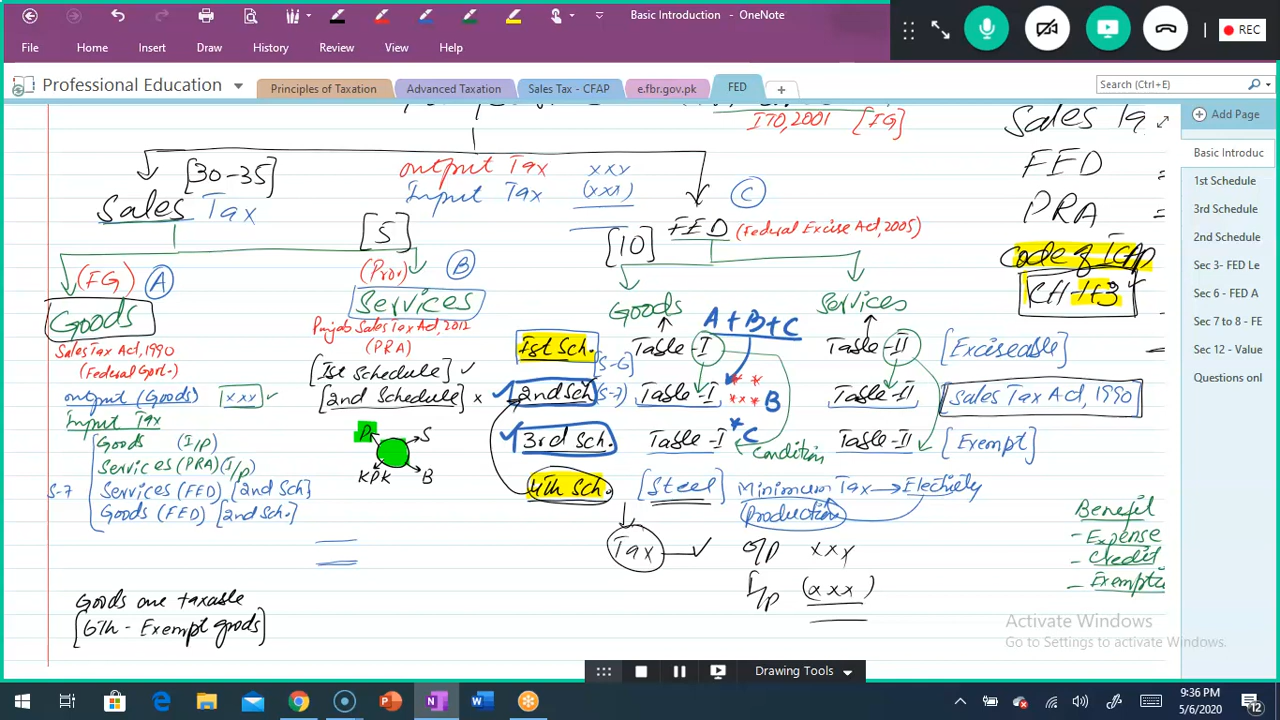 Basic Introduction - OneNote
REC
File Home Insert Draw History Review View Help
Professional Education
Principles of Taxation
Advanced Taxation
Sales Tax - CFAP
e.fbr.gov.pk
FED
Search (Ctrl+E)
ITO, 2001 [IG]
Sales 19
FED =
PRA =
Code of ICAP
CH-1+3
[30-35]
Sales Tax
output Tax xxx
Input Tax (xxx)
[5]
C
FED (Federal Excise Act, 2005)
[10]
(FG) A
Goods
Sales Tax Act, 1990
(Federal Govt.)
output (Goods) xxx
Input Tax
Goods (I/P)
Services (PRA) (I/P)
S-7 Services (FED) [2nd Sch]
Goods (FED) [2nd Sch.]
(Pro.) B
Services
Punjab Sales Tax Act, 2012
(PRA)
[Ist Schedule] ✓
[2nd Schedule] ×
P S
KPK B
Goods Services
A+B+C
Ist Sch. (S-6) Table-I Table-II [Exciseable]
✓ 2nd Sch (S-7) Table-I ** *** B Table-II Sales Tax Act, 1990
✓ 3rd Sch. Table-I * C Table-II [Exempt]
Condition
4th Sch. [Steel] Minimum Tax → Electricity
Production
Tax ✓ O/P xxx
I/P (xxx)
Benefit
- Expense
- Credit
Goods are taxable
[6Th - Exempt goods]
Activate Windows
Go to Settings to activate Windows.
Add Page
Basic Introduc
1st Schedule
3rd Schedule
2nd Schedule
Sec 3- FED Le
Sec 6 - FED A
Sec 7 to 8 - FE
Sec 12 - Value
Questions onl
Drawing Tools
9:36 PM
5/6/2020
12